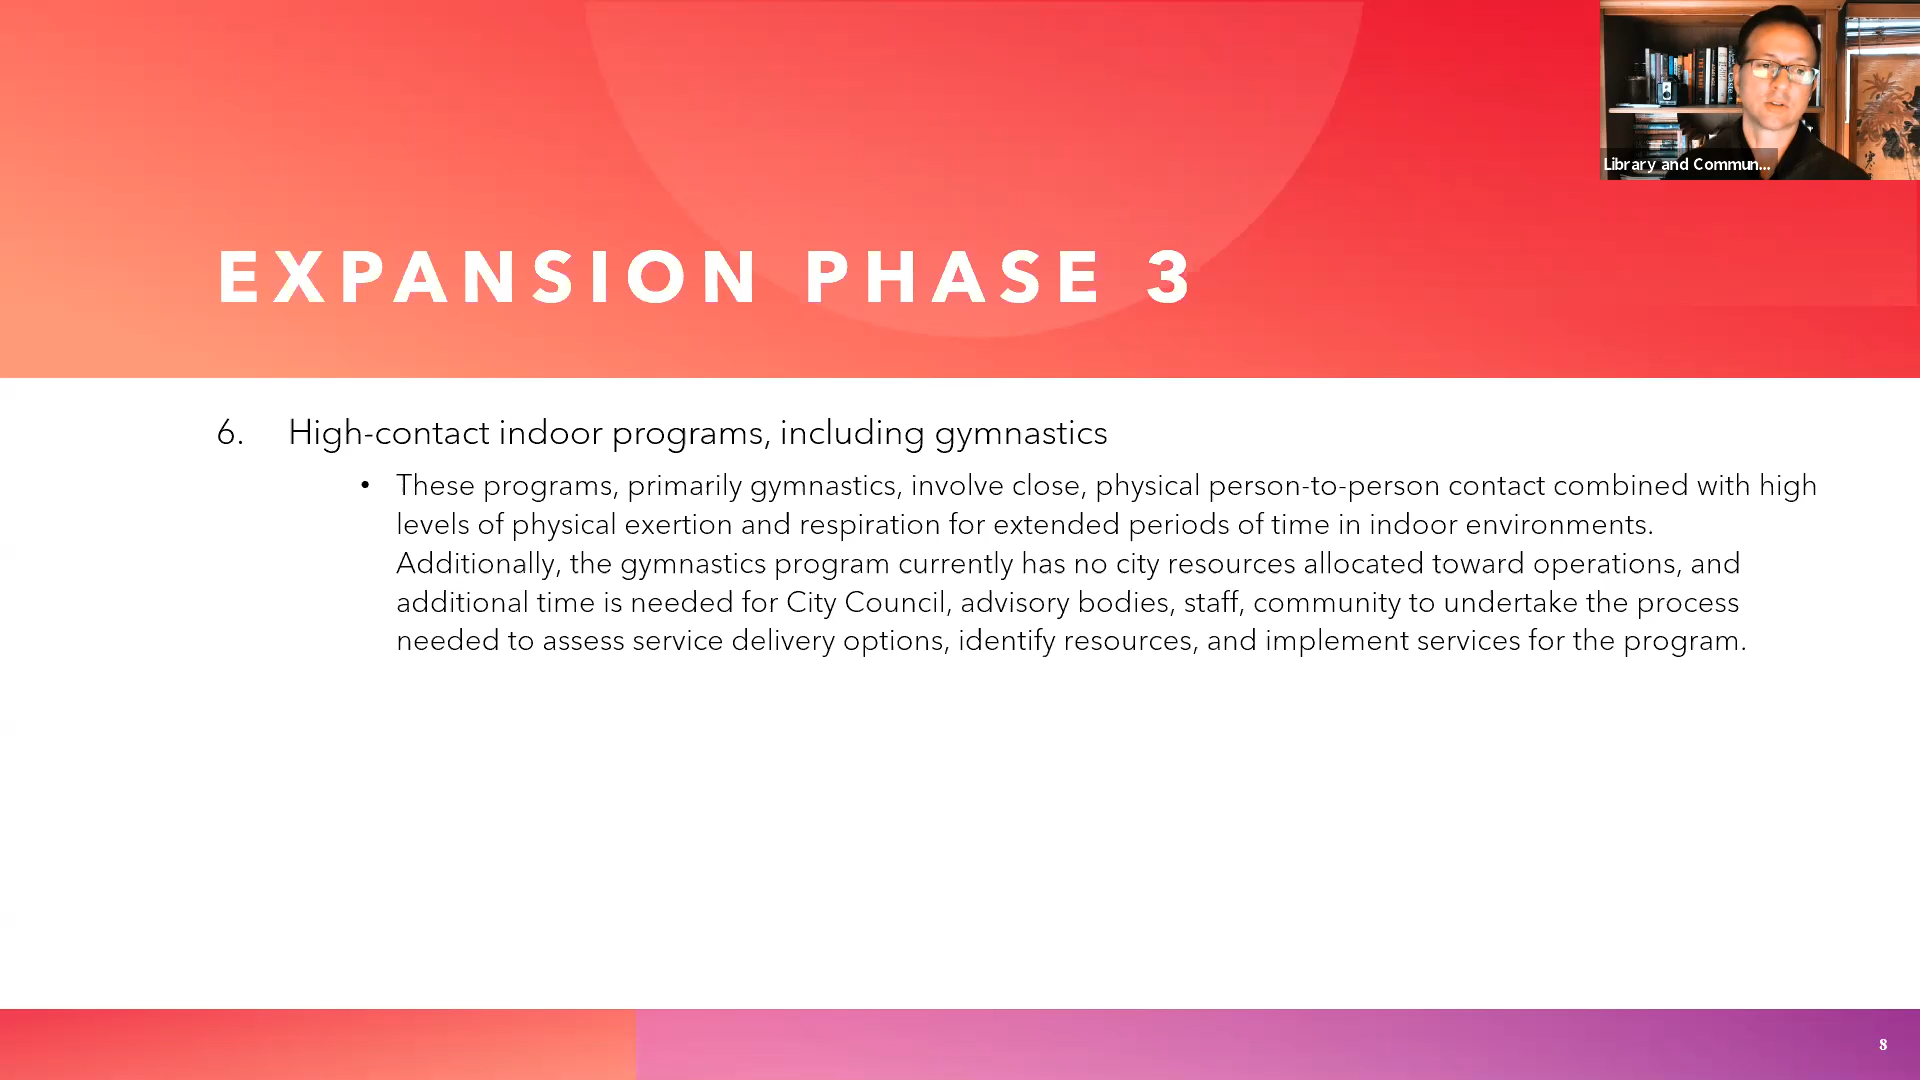 Library and Commun...
EXPANSION PHASE 3
6. High-contact indoor programs, including gymnastics
• These programs, primarily gymnastics, involve close, physical person-to-person contact combined with high
levels of physical exertion and respiration for extended periods of time in indoor environments.
Additionally, the gymnastics program currently has no city resources allocated toward operations, and
additional time is needed for City Council, advisory bodies, staff, community to undertake the process
needed to assess service delivery options, identify resources, and implement services for the program.
8